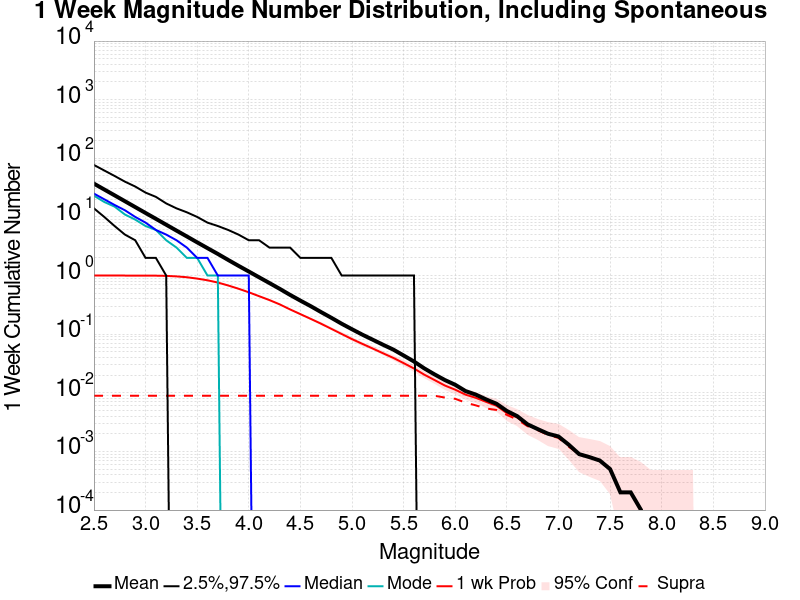 1 Week Magnitude Number Distribution, Including Spontaneous
10^4
10^3
10^2
10^1
10^0
10^-1
10^-2
10^-3
10^-4
1 Week Cumulative Number
2.5 3.0 3.5 4.0 4.5 5.0 5.5 6.0 6.5 7.0 7.5 8.0 8.5 9.0
Magnitude
Mean 2.5%,97.5% Median Mode 1 wk Prob 95% Conf Supra